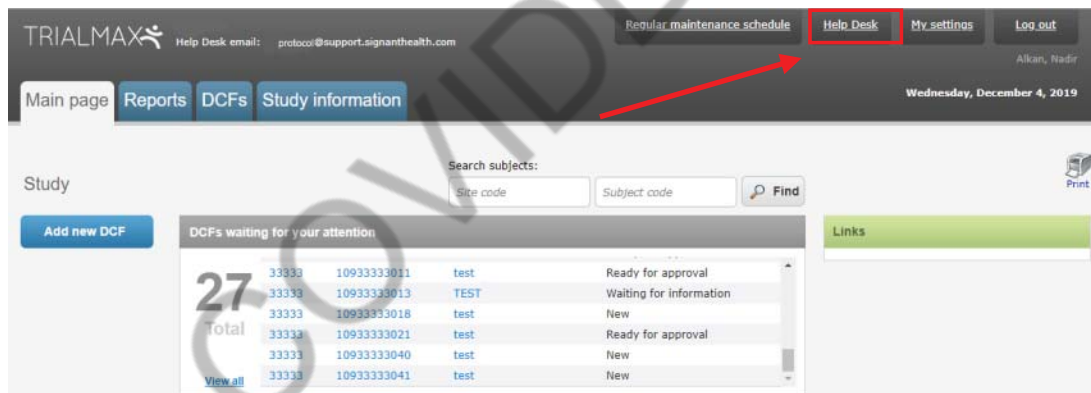 Regular maintenance schedule Help Desk My settings Log out
TRIALMAX Help Desk email: protocol@support.signanthealth.com
Alkan, Nadir
Main page Reports DCFs Study information Wednesday, December 4, 2019
Search subjects:
Study Site code Subject code Find Print
Add new DCF DCFs waiting for your attention Links
27 33333 10933333011 test Ready for approval
33333 10933333013 TEST Waiting for information
33333 10933333018 test New
Total 33333 10933333021 test Ready for approval
33333 10933333040 test New
View all 33333 10933333041 test New
COVID